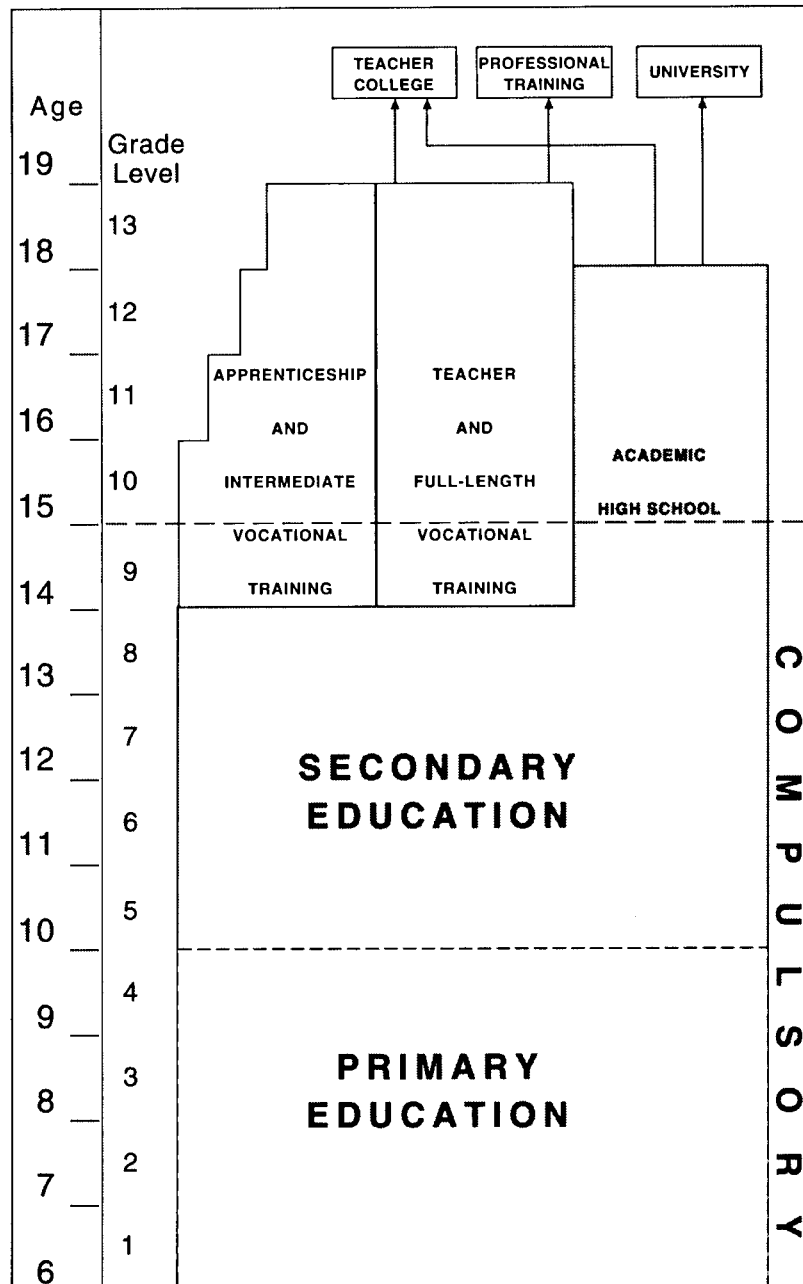 TEACHER
COLLEGE
PROFESSIONAL
TRAINING
UNIVERSITY
Age
Grade
Level
19
13
18
12
17
11
16
10
15
9
14
8
13
7
12
6
11
5
10
4
9
3
8
2
7
1
6
APPRENTICESHIP
AND
INTERMEDIATE
VOCATIONAL
TRAINING
TEACHER
AND
FULL-LENGTH
VOCATIONAL
TRAINING
ACADEMIC
HIGH SCHOOL
SECONDARY
EDUCATION
PRIMARY
EDUCATION
COMPULSORY